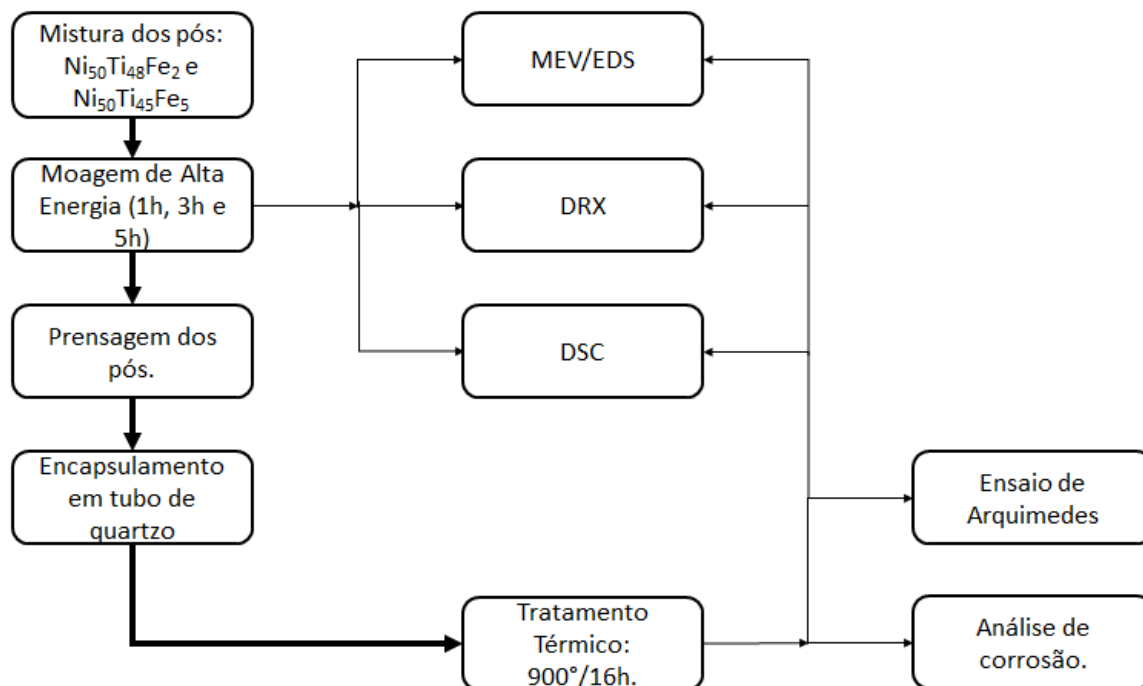 Mistura dos pós:
Ni₅₀Ti₄₈Fe₂ e
Ni₅₀Ti₄₅Fe₅
Moagem de Alta
Energia (1h, 3h e
5h)
Prensagem dos
pós.
Encapsulamento
em tubo de
quartzo
MEV/EDS
DRX
DSC
Tratamento
Térmico:
900°/16h.
Ensaio de
Arquimedes
Análise de
corrosão.